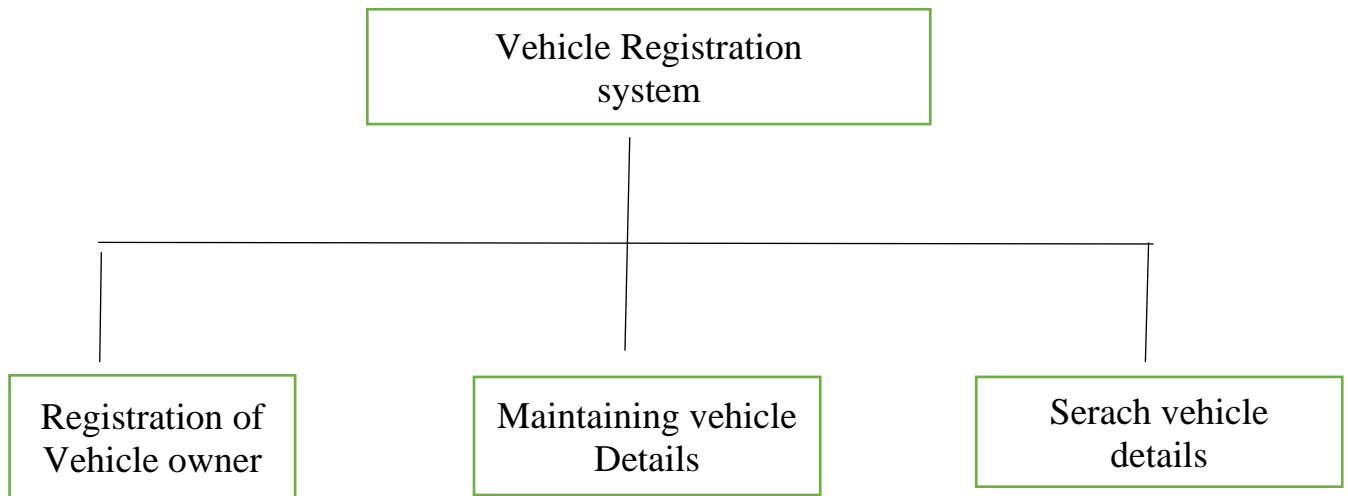 Vehicle Registration
system
Registration of
Vehicle owner
Maintaining vehicle
Details
Serach vehicle
details